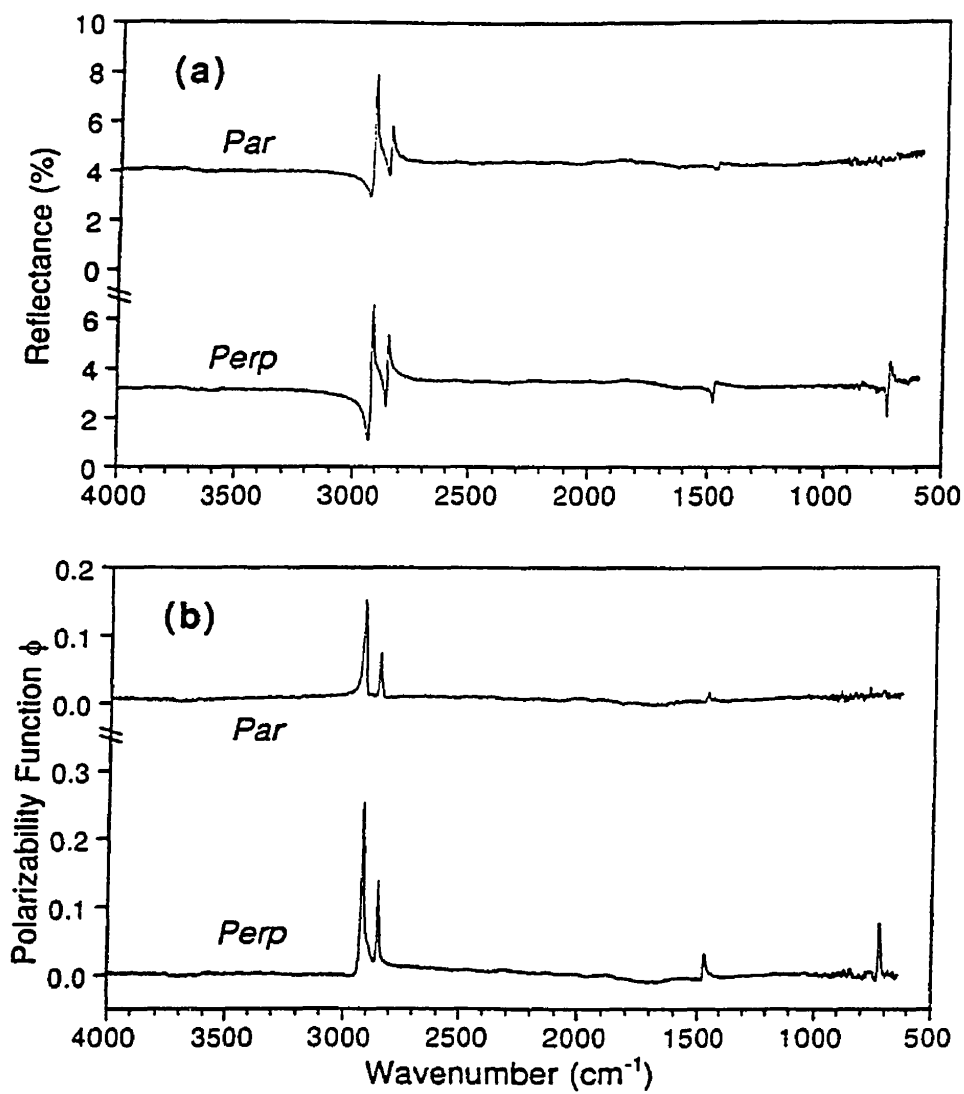 10
8
6
4
2
0
6
4
2
0
Reflectance (%)
(a)
Par
Perp
4000 3500 3000 2500 2000 1500 1000 500
0.2
0.1
0.0
0.3
0.2
0.1
0.0
Polarizability Function ϕ
(b)
Par
Perp
4000 3500 3000 2500 2000 1500 1000 500
Wavenumber (cm⁻¹)